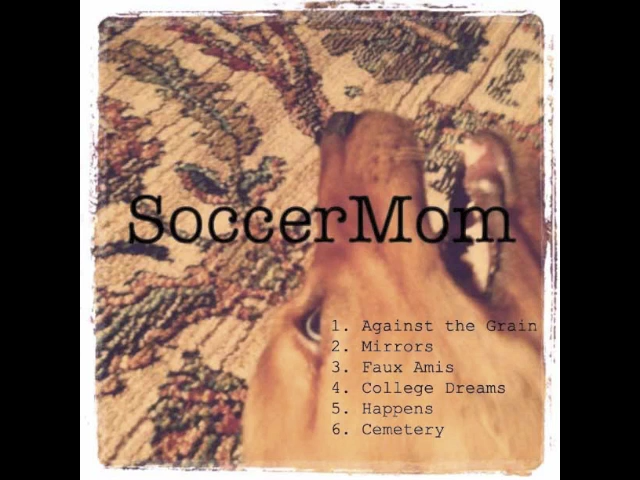 SoccerMom
1. Against the Grain
2. Mirrors
3. Faux Amis
4. College Dreams
5. Happens
6. Cemetery